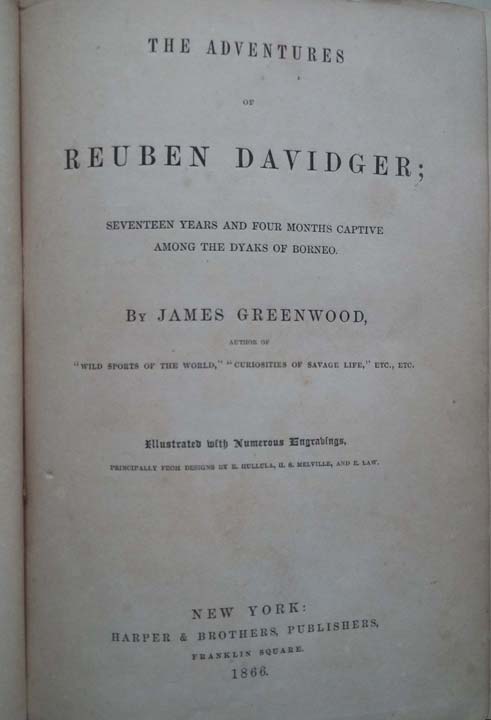 THE ADVENTURES
OF
REUBEN DAVIDGER;
SEVENTEEN YEARS AND FOUR MONTHS CAPTIVE
AMONG THE DYAKS OF BORNEO.
BY JAMES GREENWOOD,
AUTHOR OF
"WILD SPORTS OF THE WORLD," "CURIOSITIES OF SAVAGE LIFE," ETC., ETC.
Illustrated with Numerous Engravings,
PRINCIPALLY FROM DESIGNS BY R. HULLULA, H. S. MELVILLE, AND E. LAW.
NEW YORK:
HARPER & BROTHERS, PUBLISHERS,
FRANKLIN SQUARE.
1866.